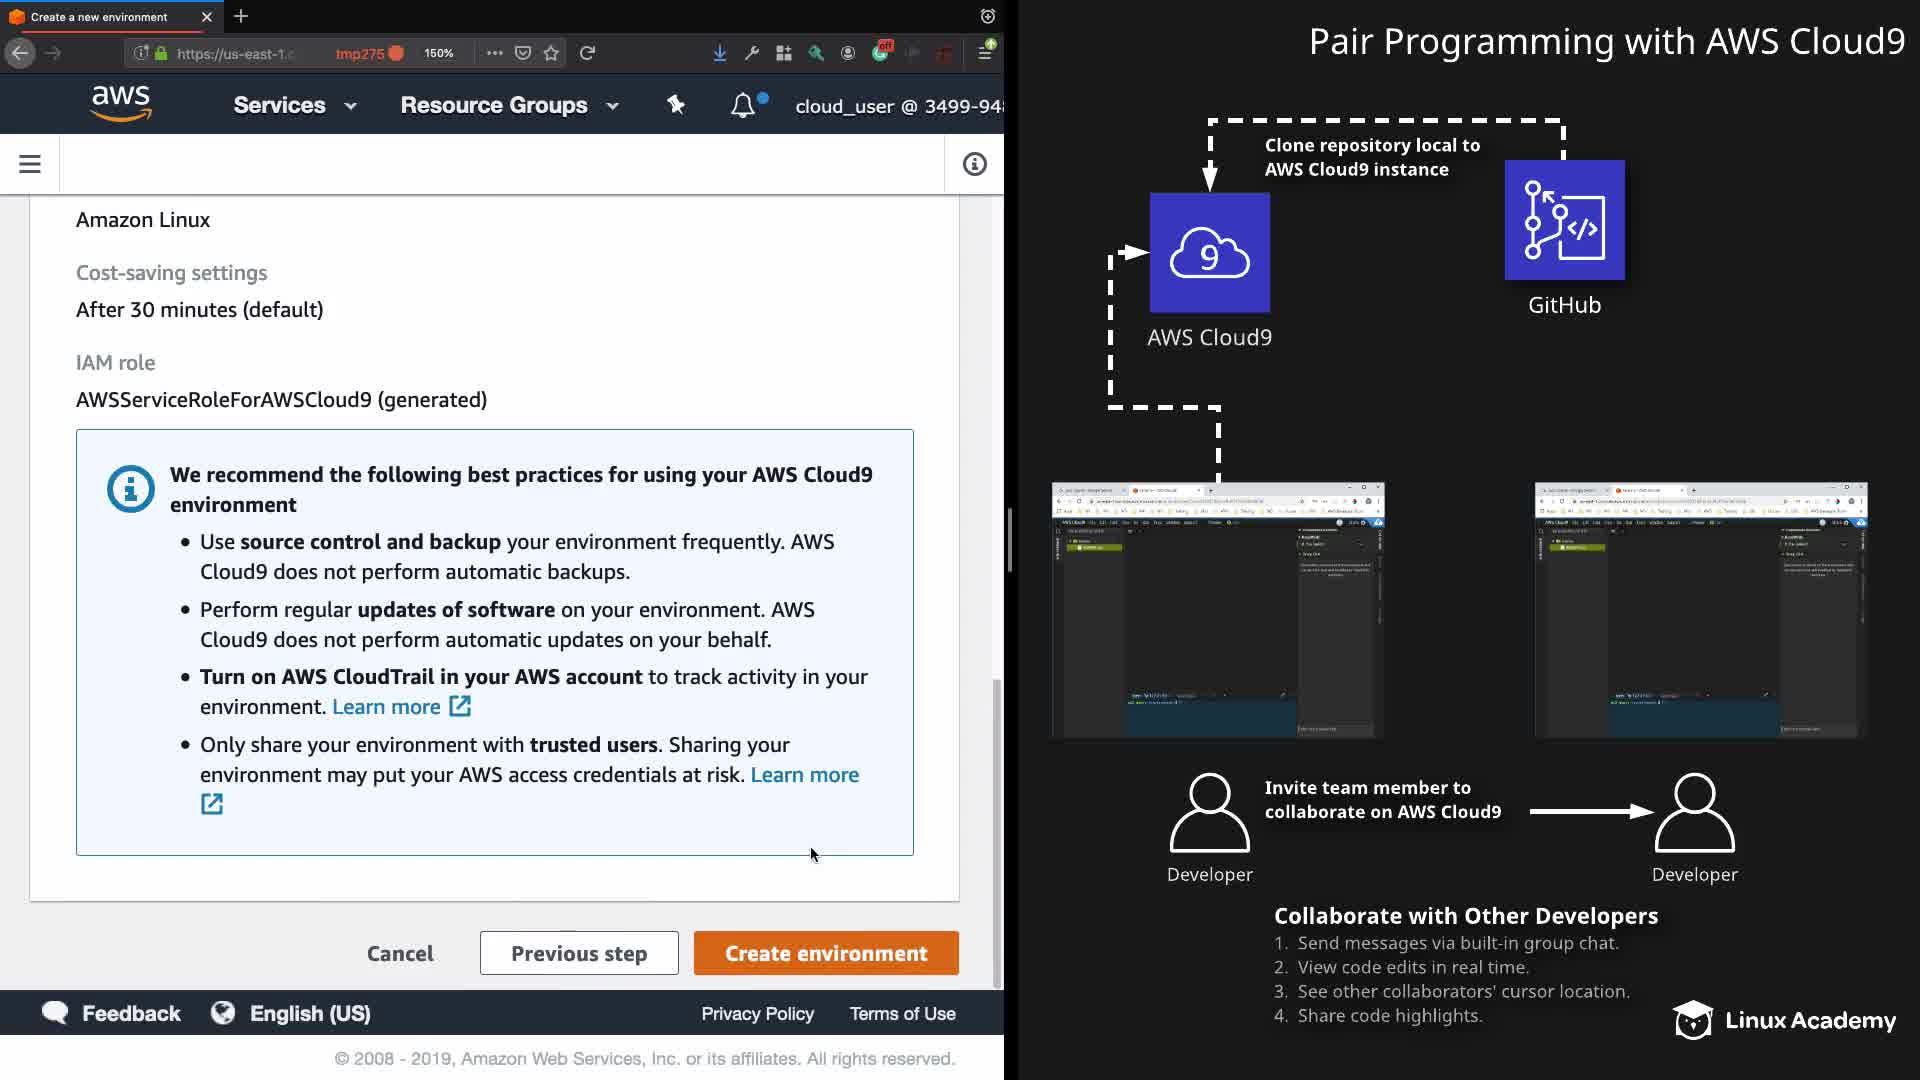 Create a new environment
https://us-east-1.c
tmp275
150%
off
aws
Services
Resource Groups
cloud_user @ 3499-948
Amazon Linux
Cost-saving settings
After 30 minutes (default)
IAM role
AWSServiceRoleForAWSCloud9 (generated)
We recommend the following best practices for using your AWS Cloud9
environment
• Use source control and backup your environment frequently. AWS
Cloud9 does not perform automatic backups.
• Perform regular updates of software on your environment. AWS
Cloud9 does not perform automatic updates on your behalf.
• Turn on AWS CloudTrail in your AWS account to track activity in your
environment. Learn more
• Only share your environment with trusted users. Sharing your
environment may put your AWS access credentials at risk. Learn more
Cancel
Previous step
Create environment
Feedback
English (US)
Privacy Policy
Terms of Use
© 2008 - 2019, Amazon Web Services, Inc. or its affiliates. All rights reserved.
Pair Programming with AWS Cloud9
Clone repository local to
AWS Cloud9 instance
9
</>
GitHub
AWS Cloud9
Invite team member to
collaborate on AWS Cloud9
Developer
Developer
Collaborate with Other Developers
1. Send messages via built-in group chat.
2. View code edits in real time.
3. See other collaborators' cursor location.
4. Share code highlights.
Linux Academy